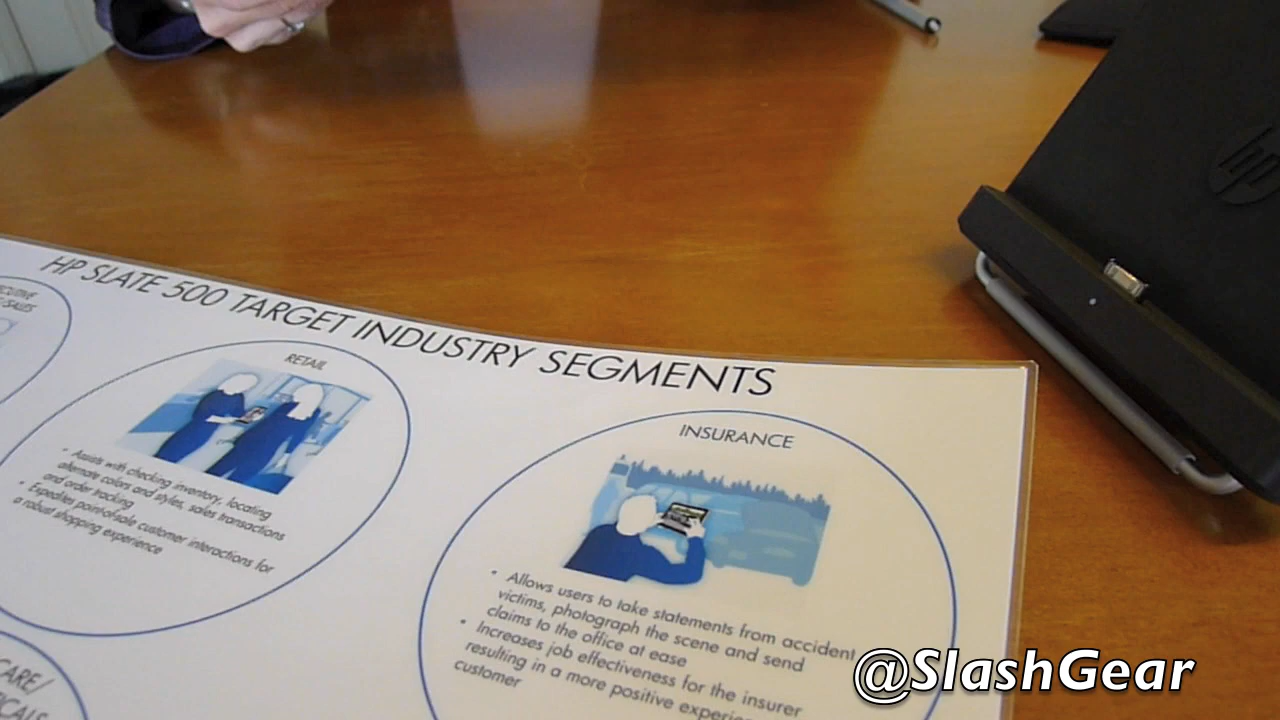 HP SLATE 500 TARGET INDUSTRY SEGMENTS
/SALES
RETAIL
• Assists with checking inventory, locating
alternate colors and styles, sales transactions
and order tracking
• Expedites point-of-sale customer interactions for
a robust shopping experience
INSURANCE
• Allows users to take statements from accident
victims, photograph the scene and send
claims to the office at ease
• Increases job effectiveness for the insurer
resulting in a more positive
customer
CARE/
hp
@SlashGear